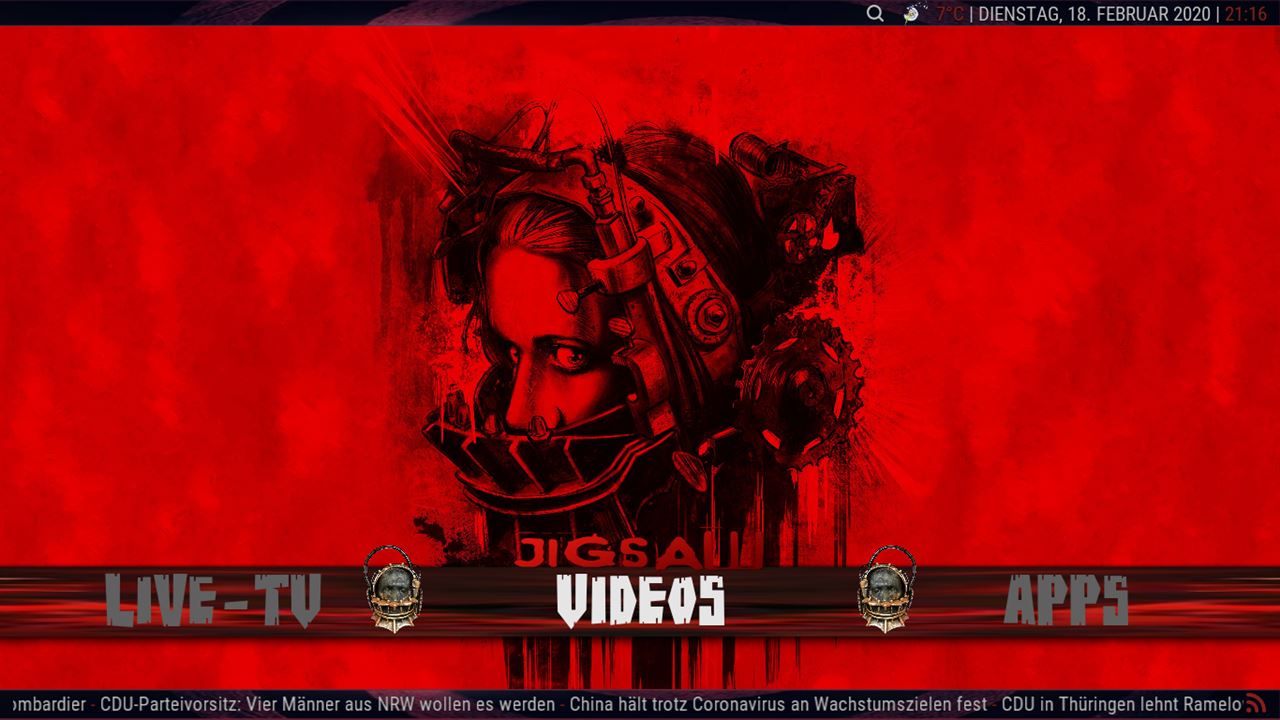 7°C | DIENSTAG, 18. FEBRUAR 2020 | 21:16
JIGSAW
LIVE-TV VIDEOS APPS
ombardier - CDU-Parteivorsitz: Vier Männer aus NRW wollen es werden - China hält trotz Coronavirus an Wachstumszielen fest - CDU in Thüringen lehnt Ramelo